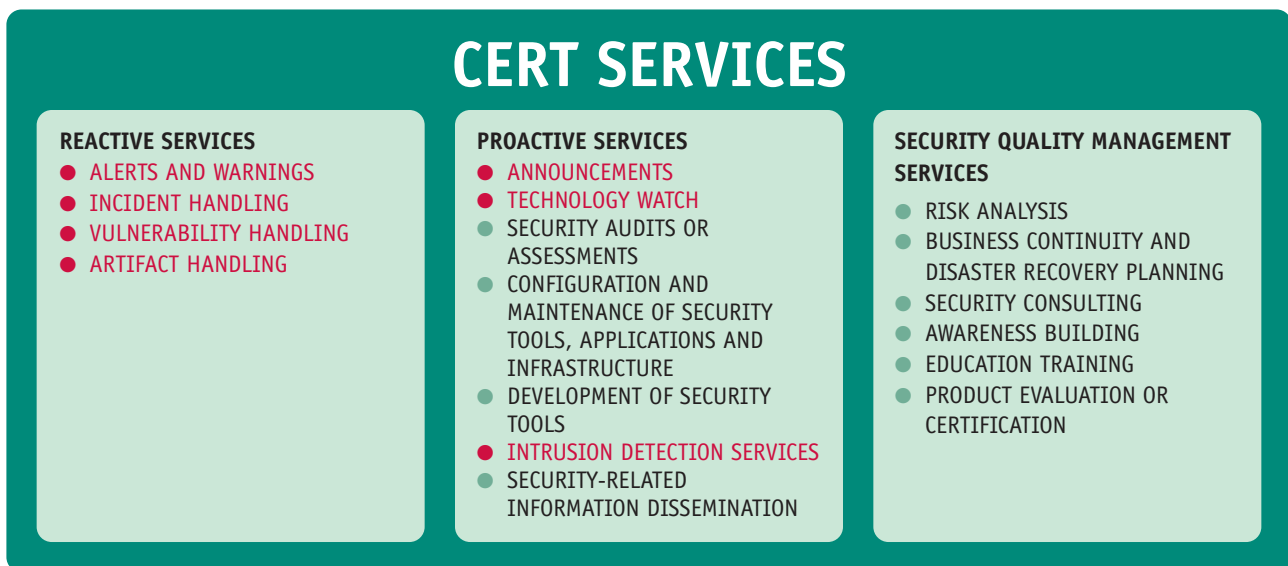 CERT SERVICES
REACTIVE SERVICES
ALERTS AND WARNINGS
INCIDENT HANDLING
VULNERABILITY HANDLING
ARTIFACT HANDLING
PROACTIVE SERVICES
ANNOUNCEMENTS
TECHNOLOGY WATCH
SECURITY AUDITS OR
ASSESSMENTS
CONFIGURATION AND
MAINTENANCE OF SECURITY
TOOLS, APPLICATIONS AND
INFRASTRUCTURE
DEVELOPMENT OF SECURITY
TOOLS
INTRUSION DETECTION SERVICES
SECURITY-RELATED
INFORMATION DISSEMINATION
SECURITY QUALITY MANAGEMENT
SERVICES
RISK ANALYSIS
BUSINESS CONTINUITY AND
DISASTER RECOVERY PLANNING
SECURITY CONSULTING
AWARENESS BUILDING
EDUCATION TRAINING
PRODUCT EVALUATION OR
CERTIFICATION